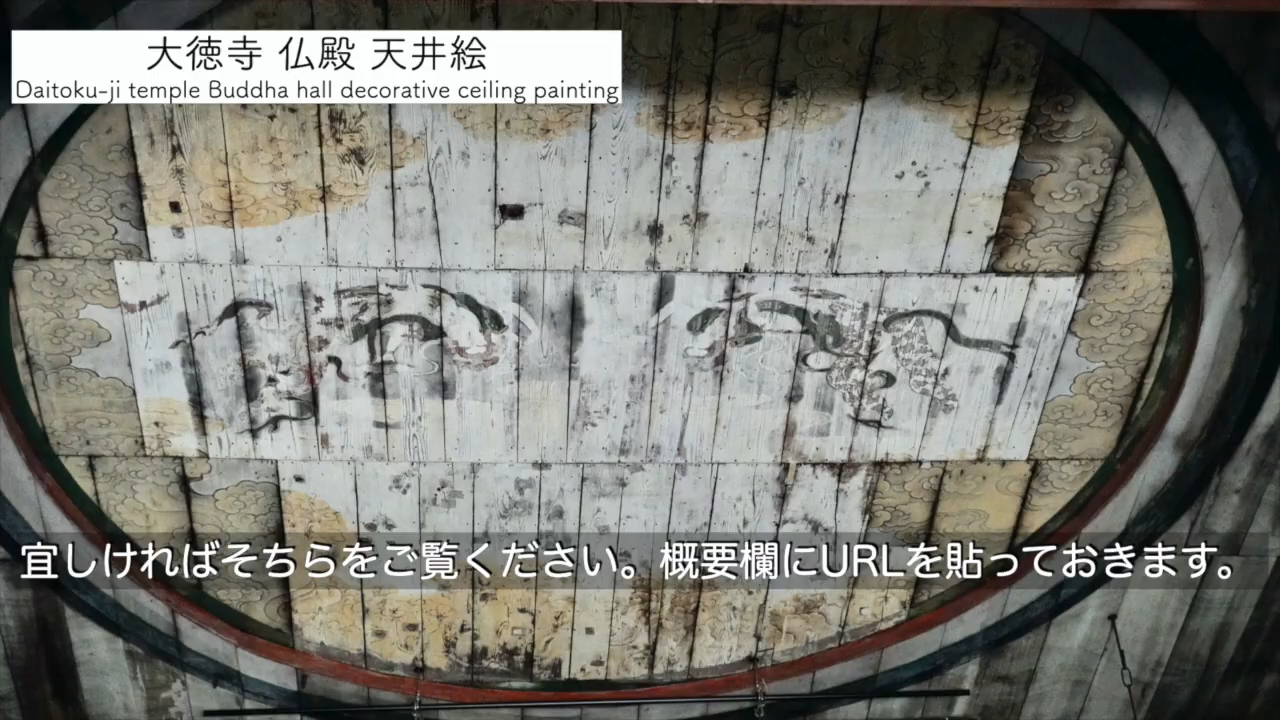 大徳寺 仏殿 天井絵
Daitoku-ji temple Buddha hall decorative ceiling painting
宜しければそちらをご覧ください。概要欄にURLを貼っておきます。